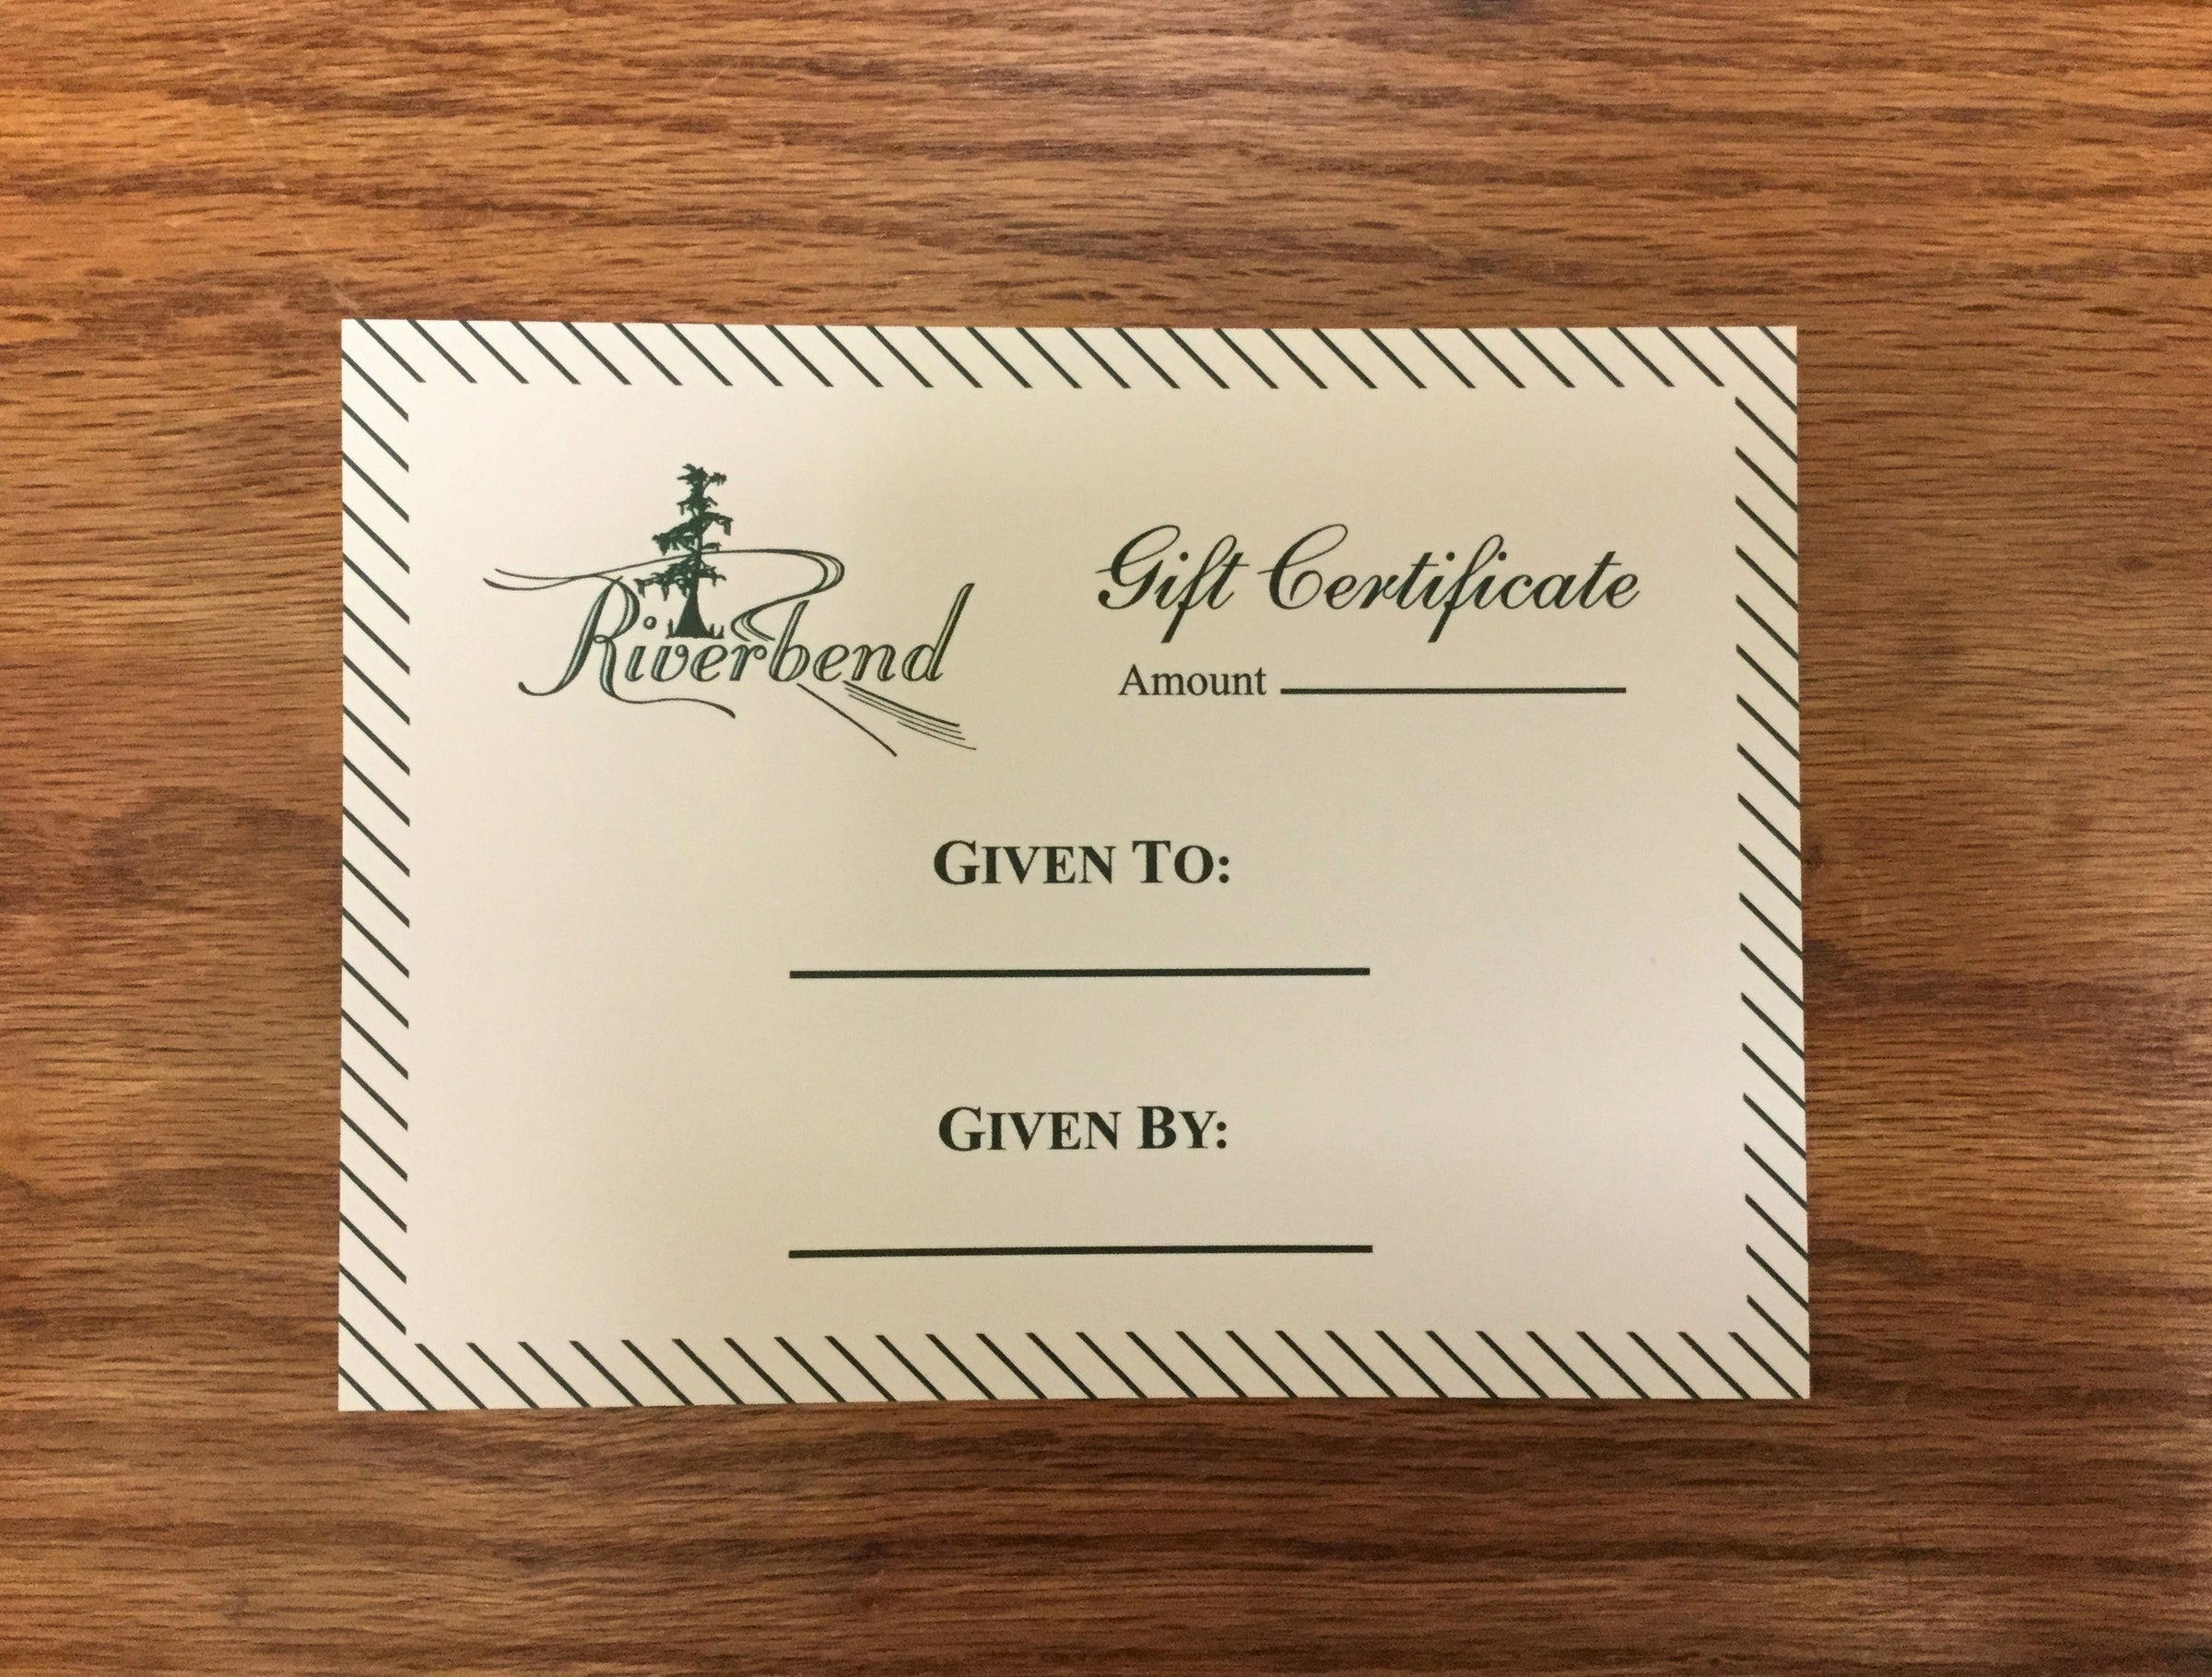 Riverbend
Gift Certificate
Amount
GIVEN TO:
GIVEN BY: